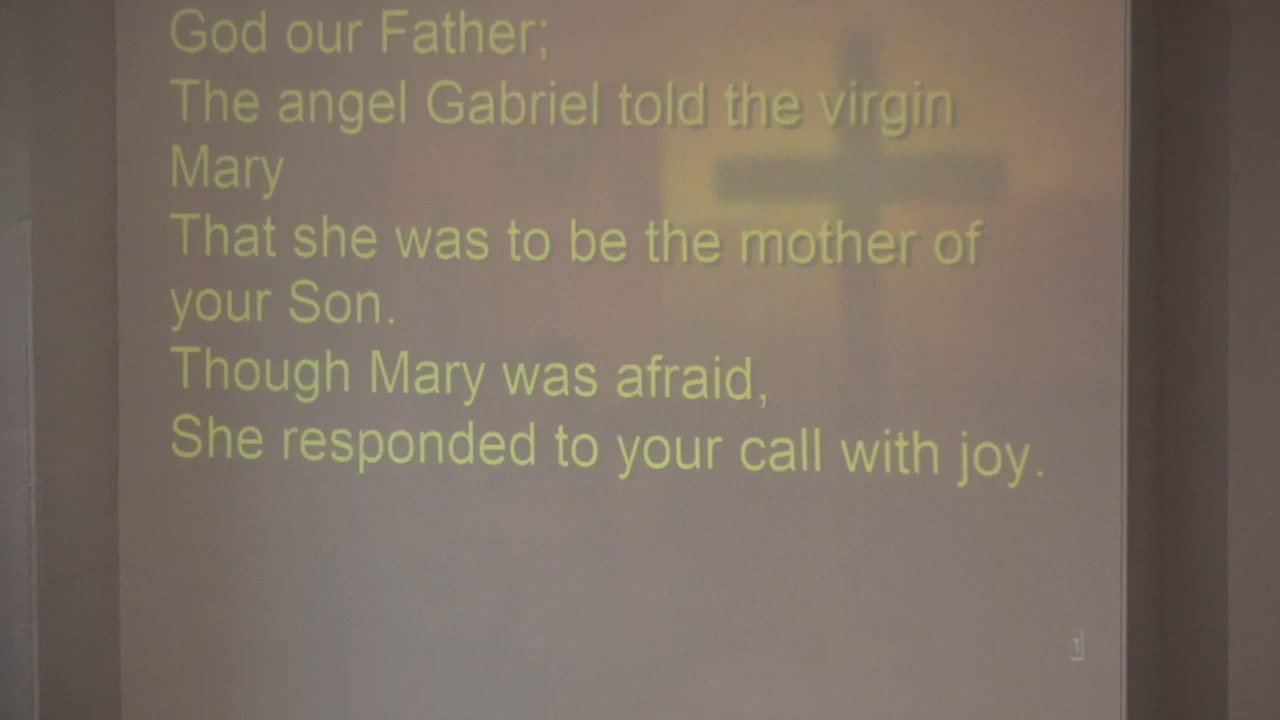 God our Father;
The angel Gabriel told the virgin
Mary
That she was to be the mother of
your Son.
Though Mary was afraid,
She responded to your call with joy.